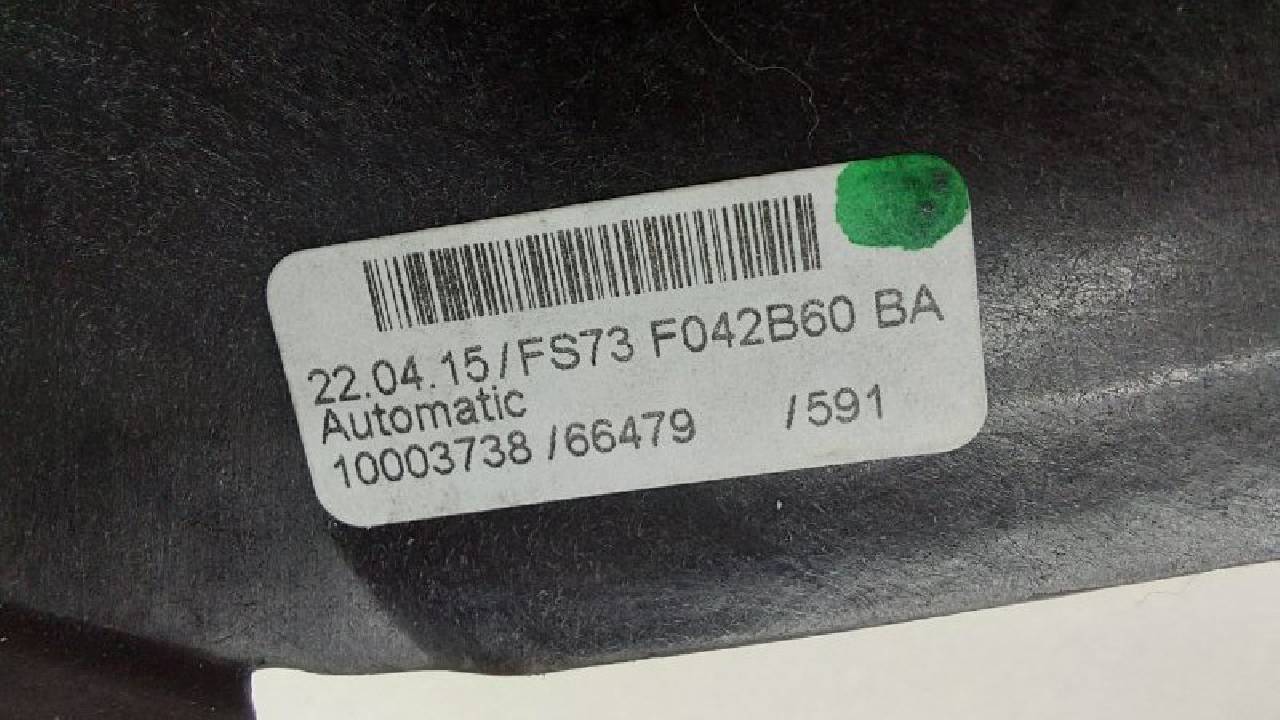 22.04.15/FS73 F042B60 BA
Automatic
10003738 /66479 /591